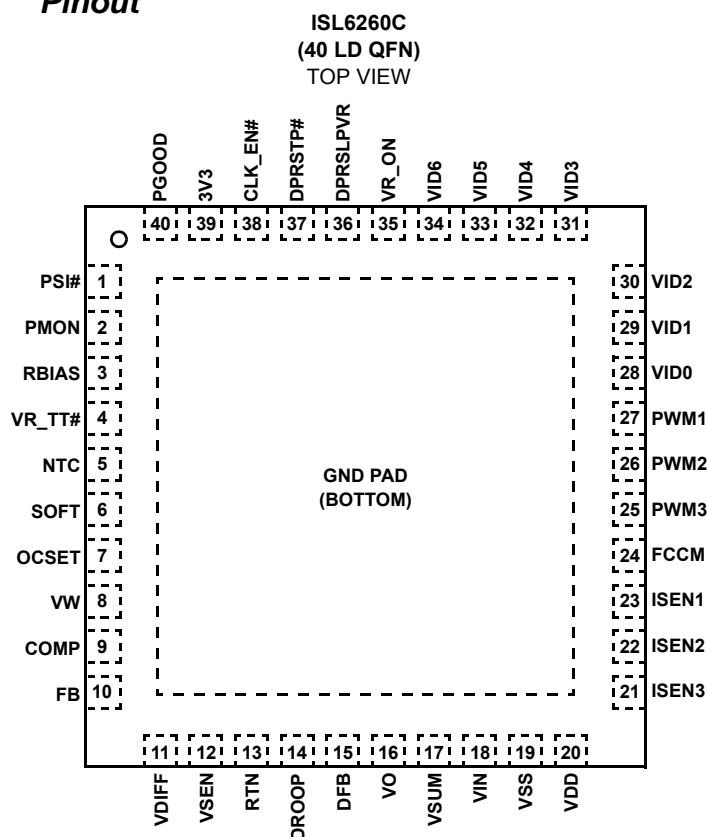 Pinout
ISL6260C
(40 LD QFN)
TOP VIEW
PGOOD
3V3
CLK_EN#
DPRSTP#
DPRSLPVR
VR_ON
VID6
VID5
VID4
VID3
40 39 38 37 36 35 34 33 32 31
PSI# 1
PMON 2
RBIAS 3
VR_TT# 4
NTC 5
SOFT 6
OCSET 7
VW 8
COMP 9
FB 10
GND PAD
(BOTTOM)
30 VID2
29 VID1
28 VID0
27 PWM1
26 PWM2
25 PWM3
24 FCCM
23 ISEN1
22 ISEN2
21 ISEN3
11 12 13 14 15 16 17 18 19 20
VDIFF
VSEN
RTN
DROOP
DFB
VO
VSUM
VIN
VSS
VDD